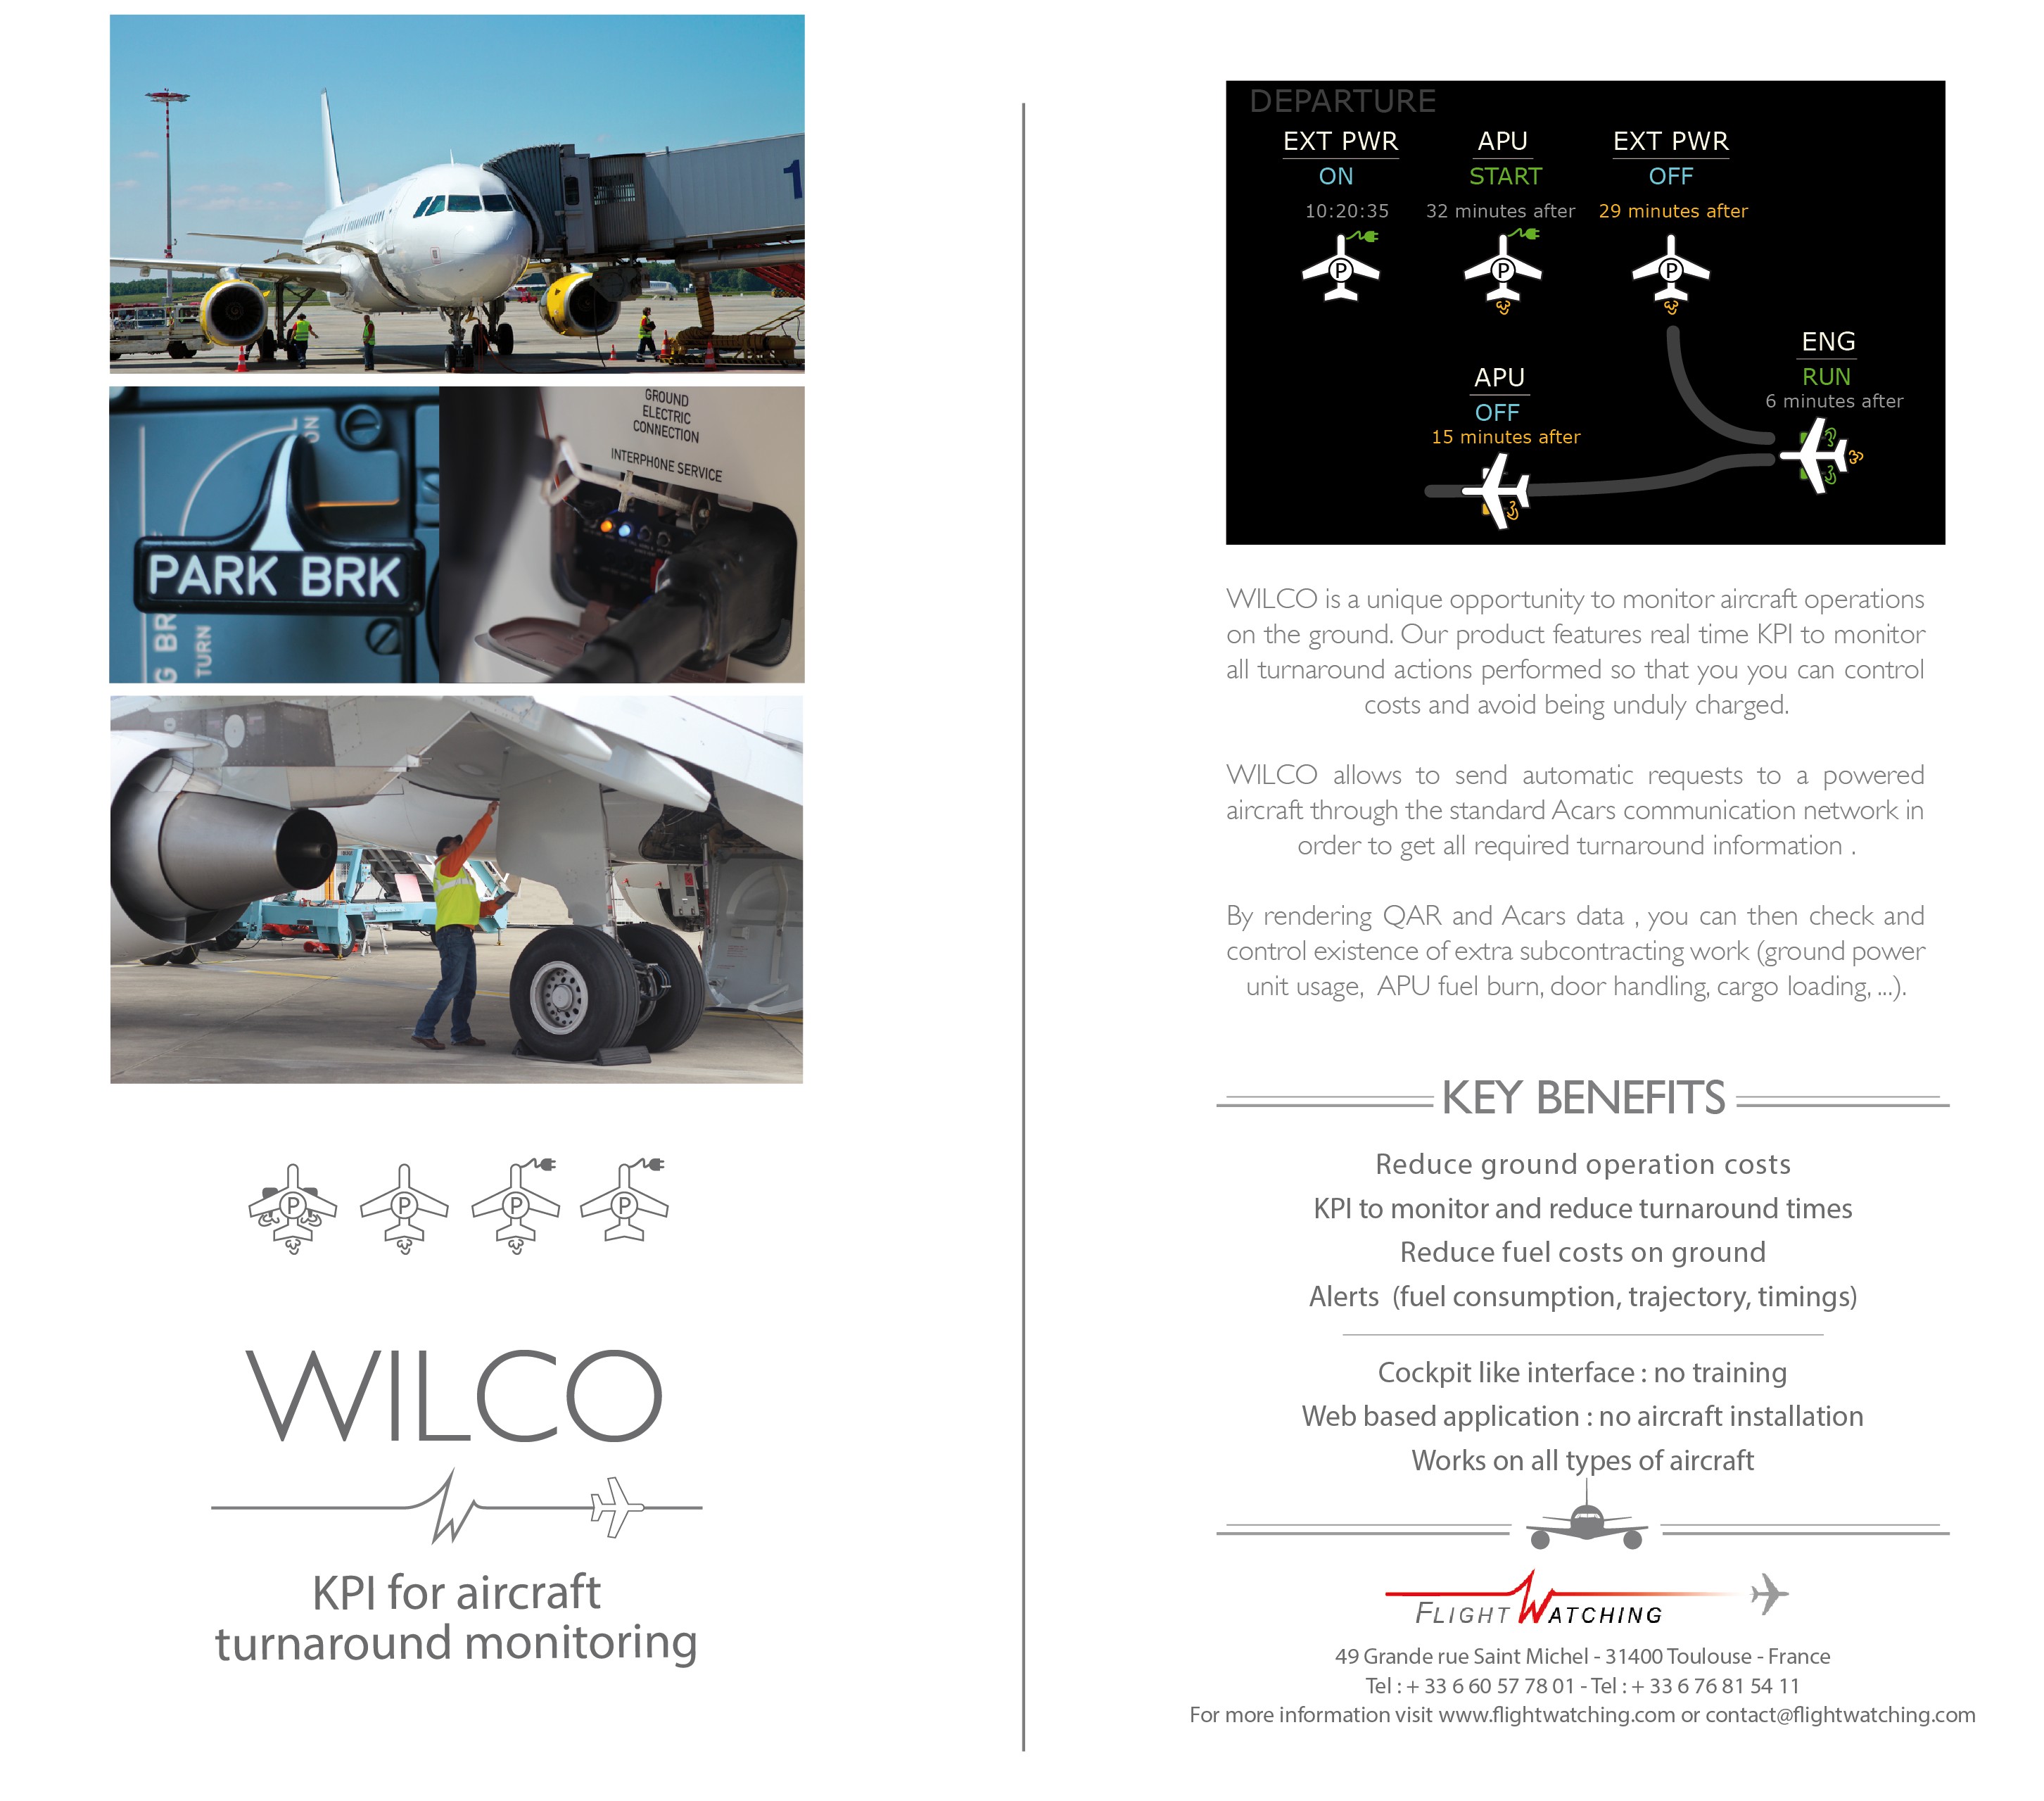 1
GROUND
ELECTRIC
CONNECTION
INTERPHONE SERVICE
ON
PARK BRK
G BR
TURN
WILCO
KPI for aircraft
turnaround monitoring
DEPARTURE
EXT PWR APU EXT PWR
ON START OFF
10:20:35 32 minutes after 29 minutes after
P P P
ENG
RUN
6 minutes after
APU
OFF
15 minutes after
WILCO is a unique opportunity to monitor aircraft operations
on the ground. Our product features real time KPI to monitor
all turnaround actions performed so that you you can control
costs and avoid being unduly charged.
WILCO allows to send automatic requests to a powered
aircraft through the standard Acars communication network in
order to get all required turnaround information .
By rendering QAR and Acars data , you can then check and
control existence of extra subcontracting work (ground power
unit usage, APU fuel burn, door handling, cargo loading, ...).
KEY BENEFITS
Reduce ground operation costs
KPI to monitor and reduce turnaround times
Reduce fuel costs on ground
Alerts (fuel consumption, trajectory, timings)
Cockpit like interface : no training
Web based application : no aircraft installation
Works on all types of aircraft
FLIGHT WATCHING
49 Grande rue Saint Michel - 31400 Toulouse - France
Tel : + 33 6 60 57 78 01 - Tel : + 33 6 76 81 54 11
For more information visit www.flightwatching.com or contact@flightwatching.com
P P P P